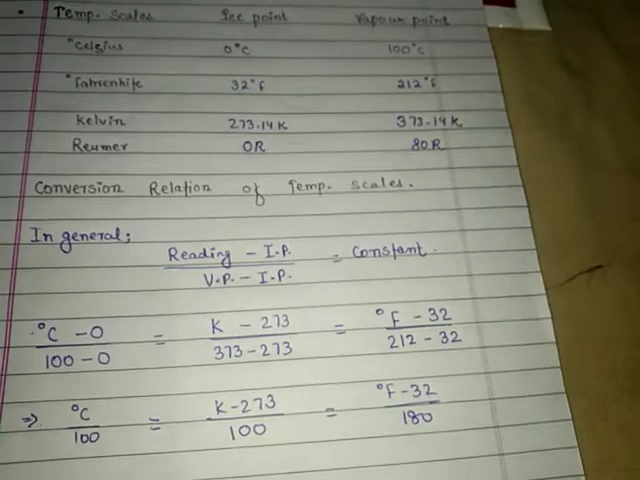 • Temp. Scales Ice point Vapour point
°Celsius 0°C 100°C
°Fahrenhite 32°F 212°F
Kelvin 273.14K 373.14K
Reumer 0R 80R
Conversion Relation of Temp. scales.
In general;
Reading - I.P. / V.P. - I.P. = Constant.
°C - 0 / 100 - 0 = K - 273 / 373 - 273 = °F - 32 / 212 - 32
⇒ °C / 100 = K - 273 / 100 = °F - 32 / 180